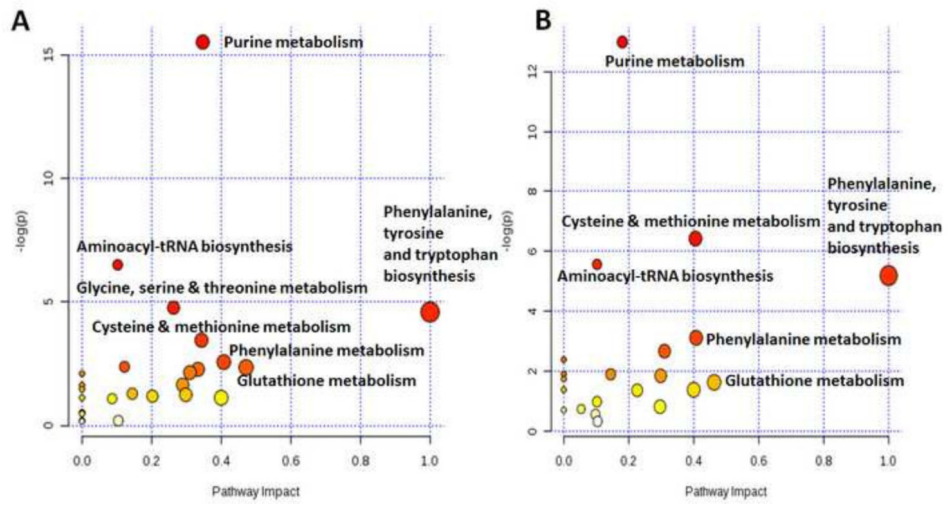 A
Purine metabolism
15
10
5
0
-log(p)
Phenylalanine,
tyrosine
and tryptophan
biosynthesis
Aminoacyl-tRNA biosynthesis
Glycine, serine & threonine metabolism
Cysteine & methionine metabolism
Phenylalanine metabolism
Glutathione metabolism
0.0 0.2 0.4 0.6 0.8 1.0
Pathway Impact
B
Purine metabolism
12
10
8
6
4
2
0
-log(p)
Phenylalanine,
tyrosine
and tryptophan
biosynthesis
Cysteine & methionine metabolism
Aminoacyl-tRNA biosynthesis
Phenylalanine metabolism
Glutathione metabolism
0.0 0.2 0.4 0.6 0.8 1.0
Pathway Impact